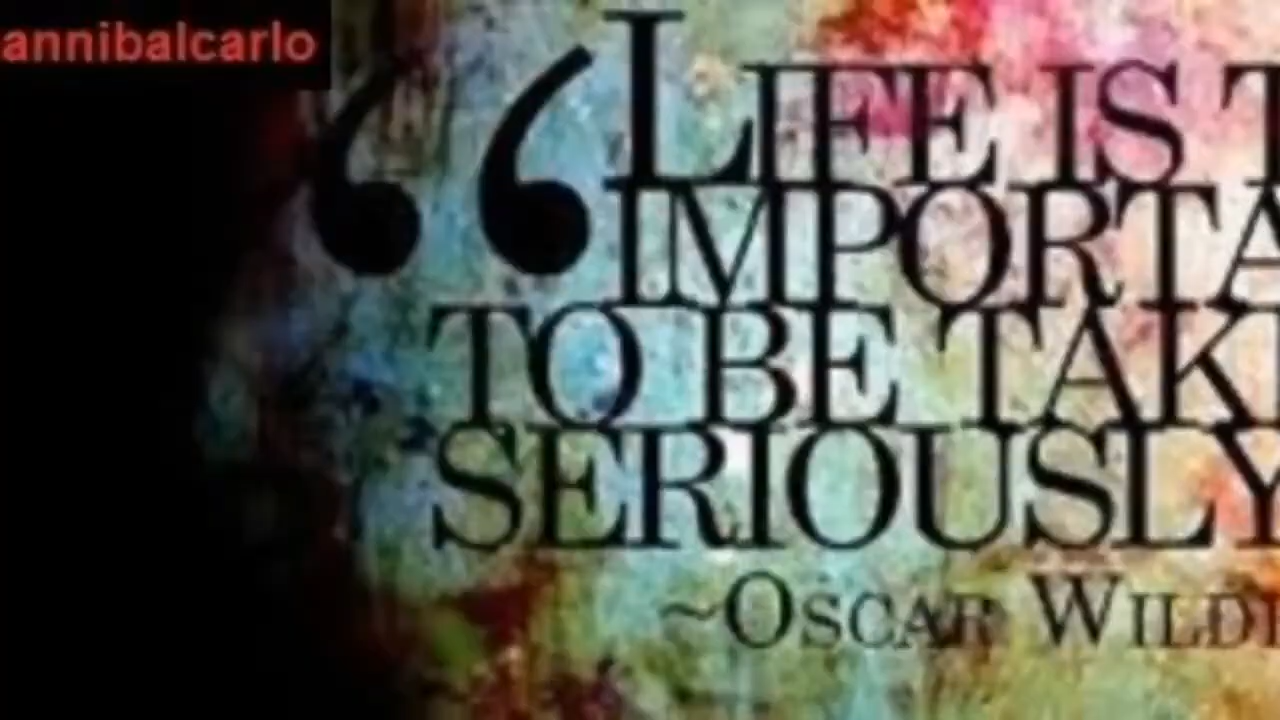 annibalcarlo
“LIFE IS T
IMPORTA
TO BE TAK
SERIOUSLY
~OSCAR WILD